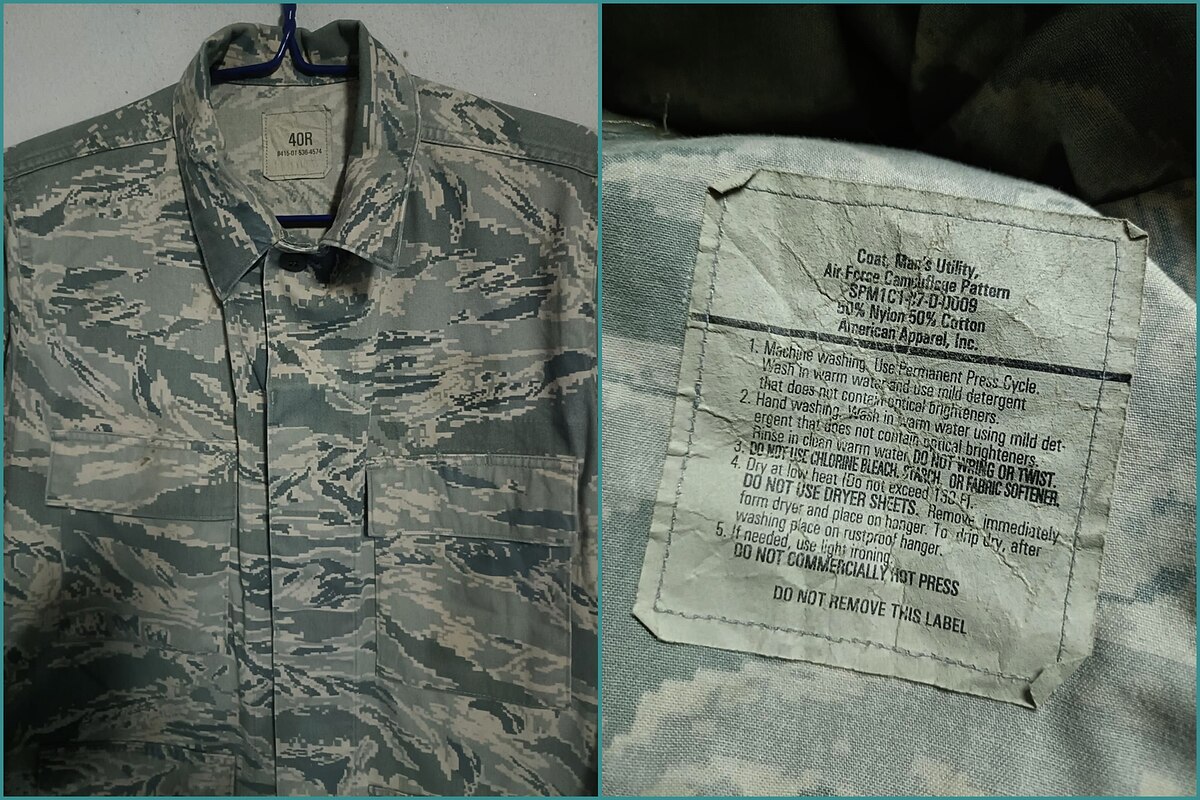 40R
8415-01-536-4574
Coat, Man's Utility,
Air Force Camouflage Pattern
SPM1C1-07-D-0009
50% Nylon 50% Cotton
American Apparel, Inc.
1. Machine washing. Use Permanent Press Cycle.
Wash in warm water and use mild detergent
that does not contain optical brighteners.
2. Hand washing. Wash in warm water using mild det-
ergent that does not contain optical brighteners.
Rinse in clean warm water. DO NOT WRING OR TWIST.
3. DO NOT USE CHLORINE BLEACH, STARCH, OR FABRIC SOFTENER.
4. Dry at low heat (Do not exceed F).
DO NOT USE DRYER SHEETS. Remove immediately
form dryer and place on hanger. To drip dry, after
washing place on rustproof hanger.
5. If needed, use light ironing.
DO NOT COMMERCIALLY HOT PRESS
DO NOT REMOVE THIS LABEL